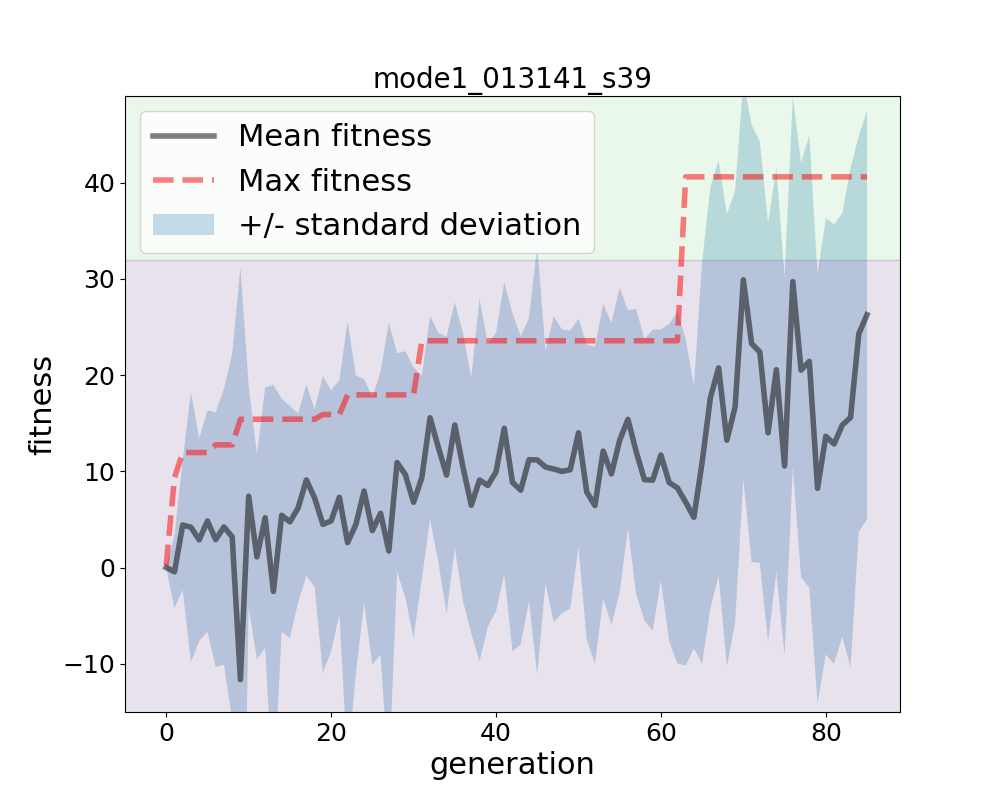 mode1_013141_s39
Mean fitness
Max fitness
+/- standard deviation
fitness
40
30
20
10
0
−10
0 20 40 60 80
generation